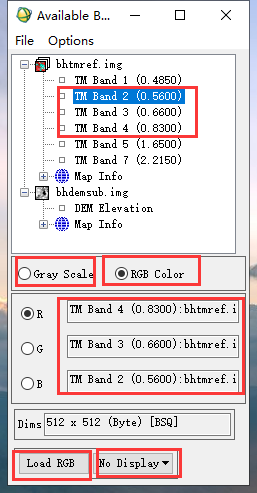 Available B...
File Options
bhtmref.img
TM Band 1 (0.4850)
TM Band 2 (0.5600)
TM Band 3 (0.6600)
TM Band 4 (0.8300)
TM Band 5 (1.6500)
TM Band 7 (2.2150)
Map Info
bhdemsub.img
DEM Elevation
Map Info
Gray Scale RGB Color
R TM Band 4 (0.8300):bhtmref.i
G TM Band 3 (0.6600):bhtmref.i
B TM Band 2 (0.5600):bhtmref.i
Dims 512 x 512 (Byte) [BSQ]
Load RGB No Display